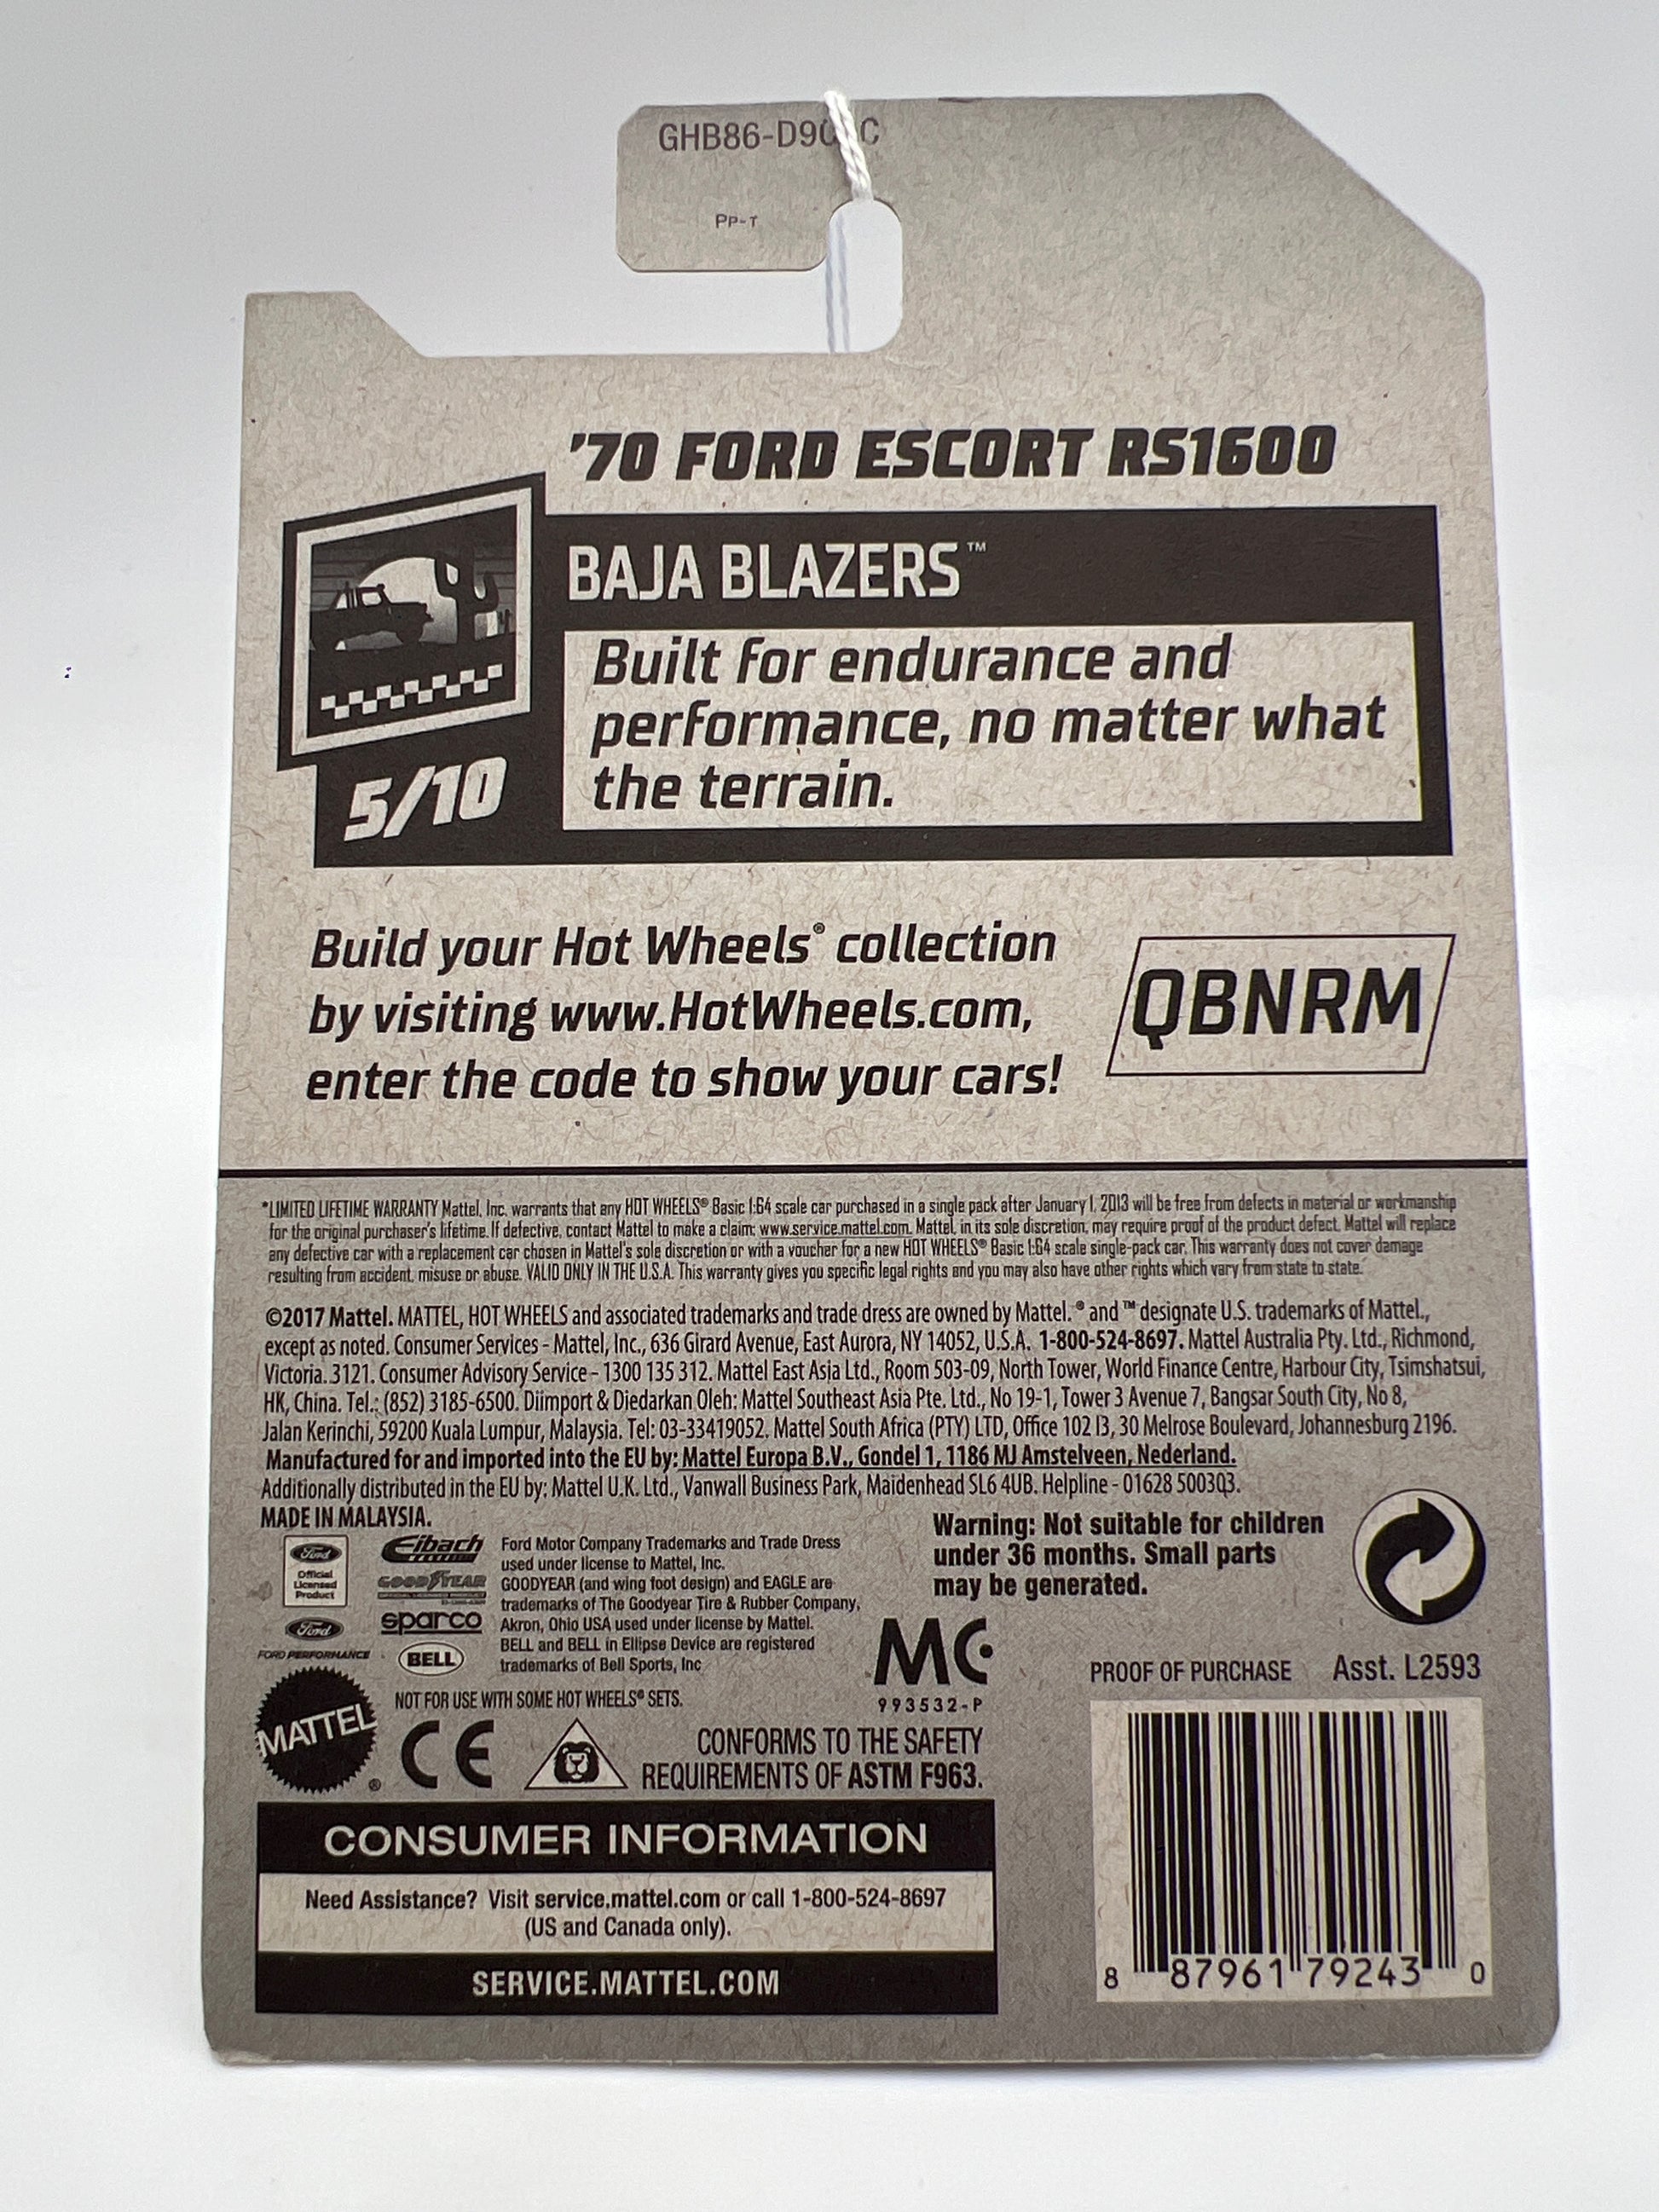 GHB86-D9
C
PP-T
'70 FORD ESCORT RS1600
BAJA BLAZERS™
Built for endurance and
performance, no matter what
the terrain.
5/10
Build your Hot Wheels® collection
by visiting www.HotWheels.com,
enter the code to show your cars!
QBNRM
*LIMITED LIFETIME WARRANTY Mattel, Inc. warrants that any HOT WHEELS® Basic 1:64 scale car purchased in a single pack after January 1, 2013 will be free from defects in material or workmanship
for the original purchaser's lifetime. If defective, contact Mattel to make a claim: www.service.mattel.com. Mattel, in its sole discretion, may require proof of the product defect. Mattel will replace
any defective car with a replacement car chosen in Mattel's sole discretion or with a voucher for a new HOT WHEELS® Basic 1:64 scale single-pack car. This warranty does not cover damage
resulting from accident, misuse or abuse. VALID ONLY IN THE U.S.A. This warranty gives you specific legal rights and you may also have other rights which vary from state to state.
©2017 Mattel. MATTEL, HOT WHEELS and associated trademarks and trade dress are owned by Mattel. ® and ™ designate U.S. trademarks of Mattel.,
except as noted. Consumer Services - Mattel, Inc., 636 Girard Avenue, East Aurora, NY 14052, U.S.A. 1-800-524-8697. Mattel Australia Pty. Ltd., Richmond,
Victoria. 3121. Consumer Advisory Service - 1300 135 312. Mattel East Asia Ltd., Room 503-09, North Tower, World Finance Centre, Harbour City, Tsimshatsui,
HK, China. Tel.: (852) 3185-6500. Diimport & Diedarkan Oleh: Mattel Southeast Asia Pte. Ltd., No 19-1, Tower 3 Avenue 7, Bangsar South City, No 8,
Jalan Kerinchi, 59200 Kuala Lumpur, Malaysia. Tel: 03-33419052. Mattel South Africa (PTY) LTD, Office 102 I3, 30 Melrose Boulevard, Johannesburg 2196.
Manufactured for and imported into the EU by: Mattel Europa B.V., Gondel 1, 1186 MJ Amstelveen, Nederland.
Additionally distributed in the EU by: Mattel U.K. Ltd., Vanwall Business Park, Maidenhead SL6 4UB. Helpline - 01628 500303.
MADE IN MALAYSIA.
Ford
Official
Licensed
Product
Ford
FORD PERFORMANCE
Eibach
GOODYEAR
sparco
BELL
Ford Motor Company Trademarks and Trade Dress
used under license to Mattel, Inc.
GOODYEAR (and wing foot design) and EAGLE are
trademarks of The Goodyear Tire & Rubber Company,
Akron, Ohio USA used under license by Mattel.
BELL and BELL in Ellipse Device are registered
trademarks of Bell Sports, Inc
Warning: Not suitable for children
under 36 months. Small parts
may be generated.
MC
993532-P
PROOF OF PURCHASE Asst. L2593
MATTEL®
NOT FOR USE WITH SOME HOT WHEELS® SETS.
CE
CONFORMS TO THE SAFETY
REQUIREMENTS OF ASTM F963.
CONSUMER INFORMATION
Need Assistance? Visit service.mattel.com or call 1-800-524-8697
(US and Canada only).
SERVICE.MATTEL.COM
8 87961 79243 0